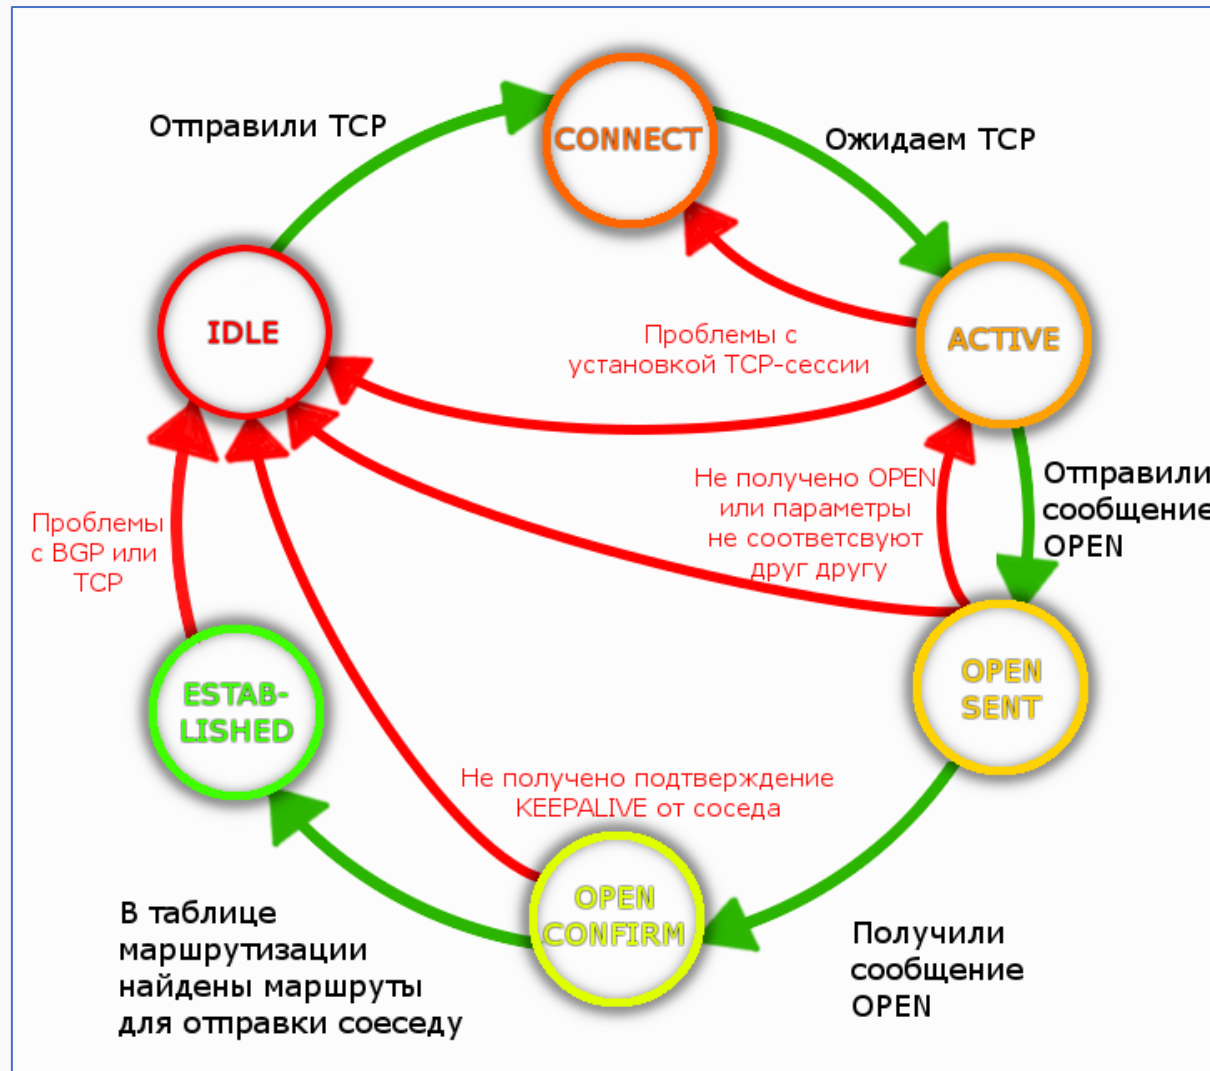 Отправили TCP
CONNECT
Ожидаем TCP
IDLE
ACTIVE
Проблемы с
установкой TCP-сессии
Не получено OPEN
или параметры
не соответсвуют
друг другу
Отправили
сообщение
OPEN
Проблемы
с BGP или
TCP
ESTAB-
LISHED
OPEN
SENT
Не получено подтверждение
KEEPALIVE от соседа
OPEN
CONFIRM
В таблице
маршрутизации
найдены маршруты
для отправки соеседу
Получили
сообщение
OPEN